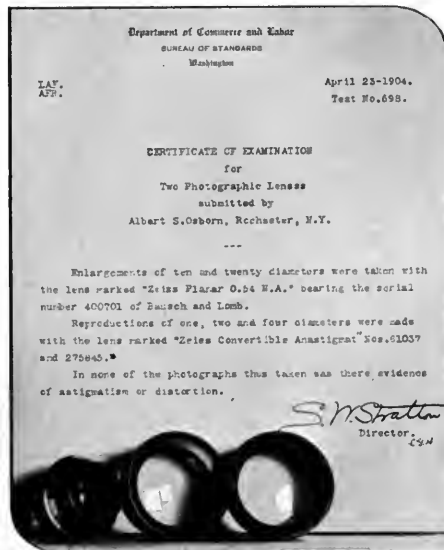 Department of Commerce and Labor
BUREAU OF STANDARDS
Washington
April 23-1904.
Test No.698.
CERTIFICATE OF EXAMINATION
for
Two Photographic Lenses
submitted by
Albert S.Osborn, Rochester, N.Y.
---
Enlargements of ten and twenty diameters were taken with
the lens marked "Zeiss Planar 0.54 N.A." bearing the serial
number 400701 of Bausch and Lomb.
Reproductions of one, two and four diameters were made
with the lens marked "Zeiss Convertible Anastigmat" Nos.61037
and 275845."
In none of the photographs thus taken was there evidence
of astigmatism or distortion.
S. W. Stratton
Director.